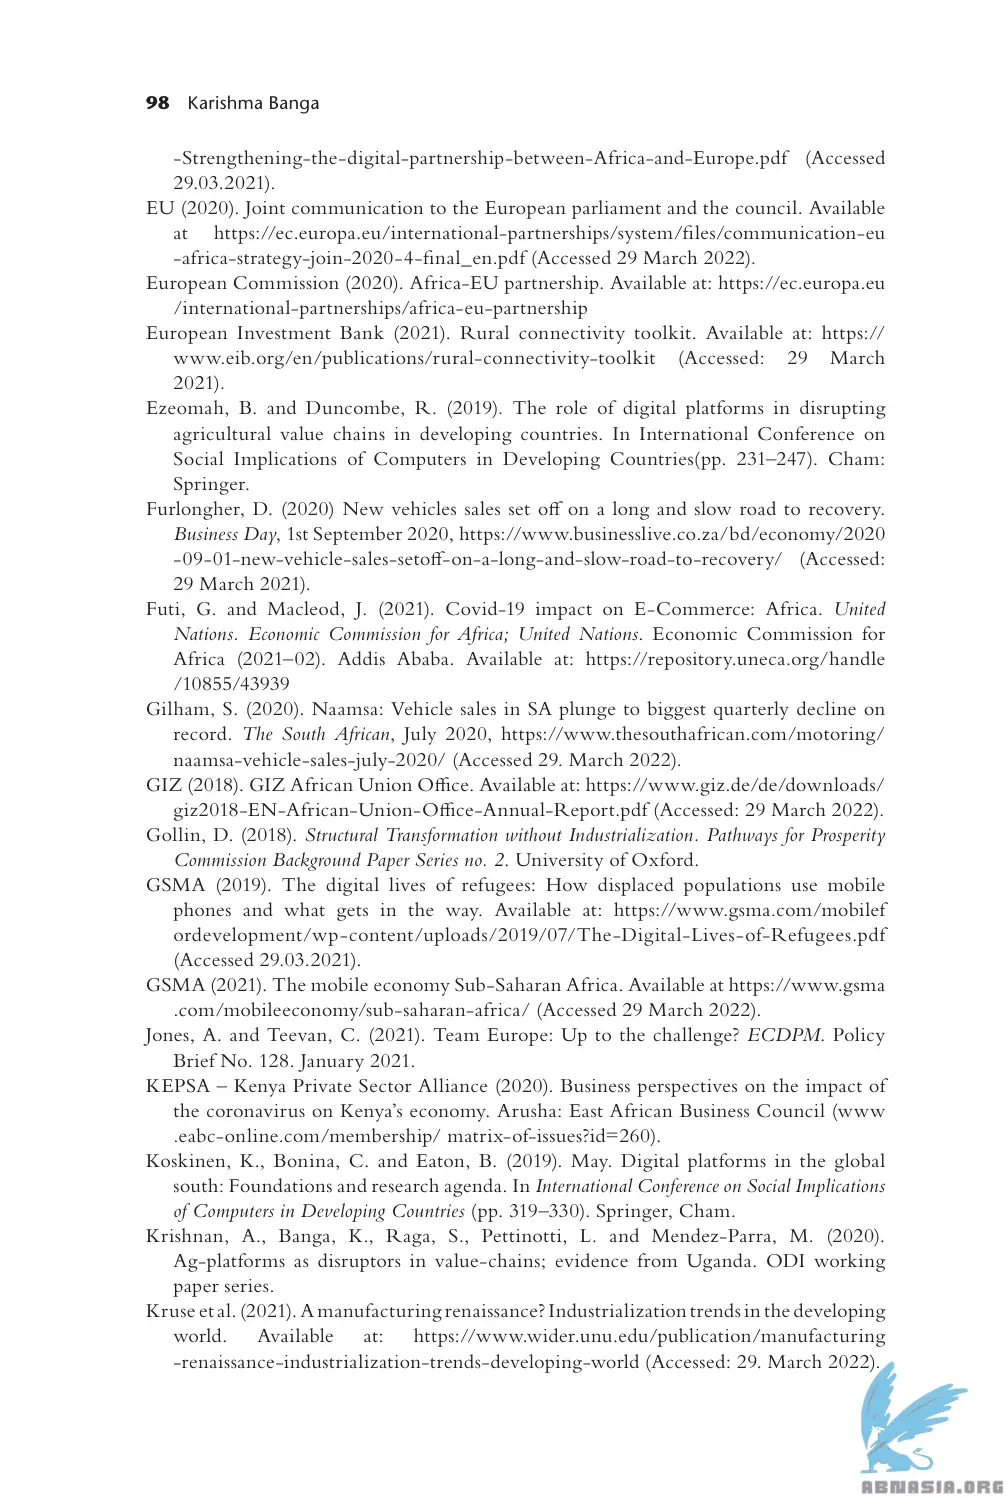 98 Karishma Banga
-Strengthening-the-digital-partnership-between-Africa-and-Europe.pdf (Accessed
29.03.2021).
EU (2020). Joint communication to the European parliament and the council. Available
at https://ec.europa.eu/international-partnerships/system/files/communication-eu
-africa-strategy-join-2020-4-final_en.pdf (Accessed 29 March 2022).
European Commission (2020). Africa-EU partnership. Available at: https://ec.europa.eu
/international-partnerships/africa-eu-partnership
European Investment Bank (2021). Rural connectivity toolkit. Available at: https://
www.eib.org/en/publications/rural-connectivity-toolkit (Accessed: 29 March
2021).
Ezeomah, B. and Duncombe, R. (2019). The role of digital platforms in disrupting
agricultural value chains in developing countries. In International Conference on
Social Implications of Computers in Developing Countries(pp. 231–247). Cham:
Springer.
Furlongher, D. (2020) New vehicles sales set off on a long and slow road to recovery.
Business Day, 1st September 2020, https://www.businesslive.co.za/bd/economy/2020
-09-01-new-vehicle-sales-setoff-on-a-long-and-slow-road-to-recovery/ (Accessed:
29 March 2021).
Futi, G. and Macleod, J. (2021). Covid-19 impact on E-Commerce: Africa. United
Nations. Economic Commission for Africa; United Nations. Economic Commission for
Africa (2021–02). Addis Ababa. Available at: https://repository.uneca.org/handle
/10855/43939
Gilham, S. (2020). Naamsa: Vehicle sales in SA plunge to biggest quarterly decline on
record. The South African, July 2020, https://www.thesouthafrican.com/motoring/
naamsa-vehicle-sales-july-2020/ (Accessed 29. March 2022).
GIZ (2018). GIZ African Union Office. Available at: https://www.giz.de/de/downloads/
giz2018-EN-African-Union-Office-Annual-Report.pdf (Accessed: 29 March 2022).
Gollin, D. (2018). Structural Transformation without Industrialization. Pathways for Prosperity
Commission Background Paper Series no. 2. University of Oxford.
GSMA (2019). The digital lives of refugees: How displaced populations use mobile
phones and what gets in the way. Available at: https://www.gsma.com/mobilef
ordevelopment/wp-content/uploads/2019/07/The-Digital-Lives-of-Refugees.pdf
(Accessed 29.03.2021).
GSMA (2021). The mobile economy Sub-Saharan Africa. Available at https://www.gsma
.com/mobileeconomy/sub-saharan-africa/ (Accessed 29 March 2022).
Jones, A. and Teevan, C. (2021). Team Europe: Up to the challenge? ECDPM. Policy
Brief No. 128. January 2021.
KEPSA – Kenya Private Sector Alliance (2020). Business perspectives on the impact of
the coronavirus on Kenya's economy. Arusha: East African Business Council (www
.eabc-online.com/membership/ matrix-of-issues?id=260).
Koskinen, K., Bonina, C. and Eaton, B. (2019). May. Digital platforms in the global
south: Foundations and research agenda. In International Conference on Social Implications
of Computers in Developing Countries (pp. 319–330). Springer, Cham.
Krishnan, A., Banga, K., Raga, S., Pettinotti, L. and Mendez-Parra, M. (2020).
Ag-platforms as disruptors in value-chains; evidence from Uganda. ODI working
paper series.
Kruse et al. (2021). A manufacturing renaissance? Industrialization trends in the developing
world. Available at: https://www.wider.unu.edu/publication/manufacturing
-renaissance-industrialization-trends-developing-world (Accessed: 29. March 2022).
ABNASIA.ORG